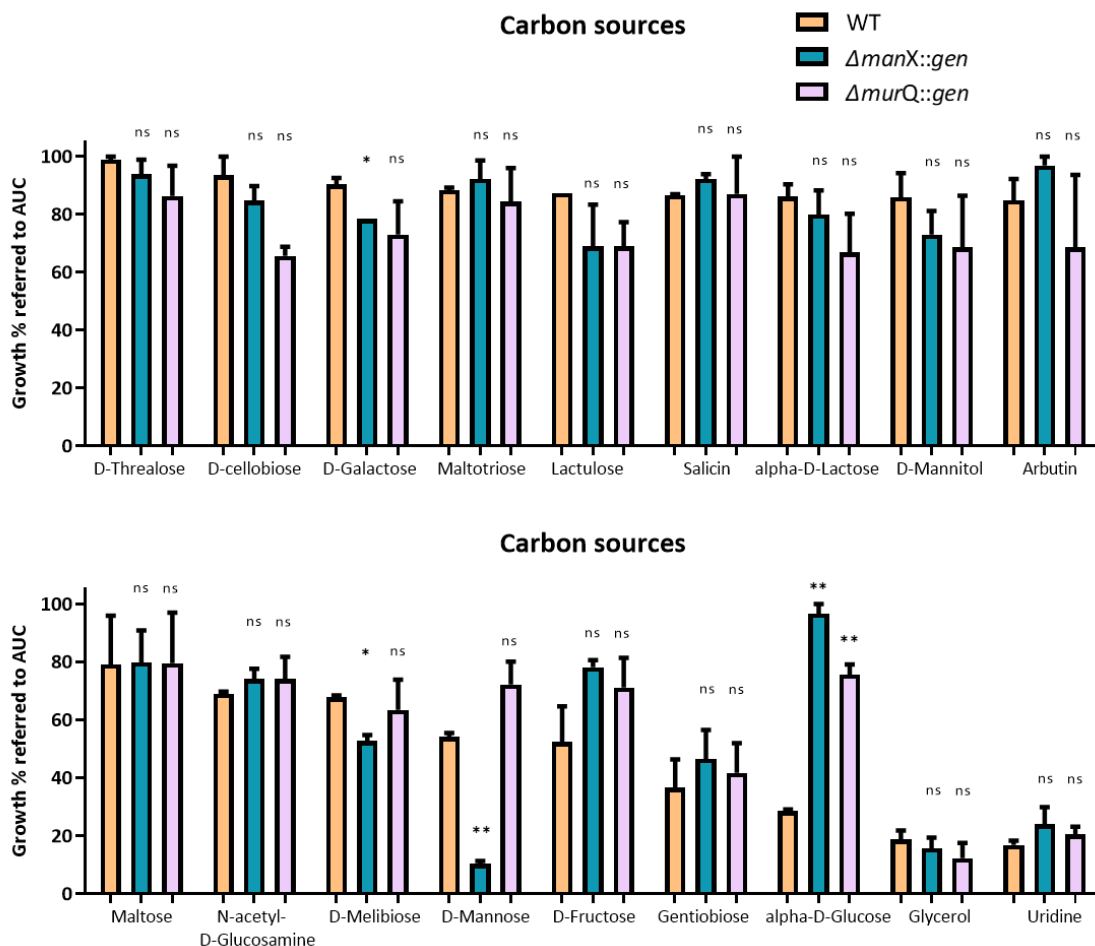 Carbon sources
WT
ΔmanX::gen
ΔmurQ::gen
Growth % referred to AUC
100
80
60
40
20
0
ns ns ns ns * ns ns ns ns ns ns ns ns ns ns ns ns ns
D-Threalose D-cellobiose D-Galactose Maltotriose Lactulose Salicin alpha-D-Lactose D-Mannitol Arbutin
Carbon sources
Growth % referred to AUC
100
80
60
40
20
0
ns ns ns ns * ns ** ns ns ns ns ns ** ** ns ns ns ns
Maltose N-acetyl- D-Melibiose D-Mannose D-Fructose Gentiobiose alpha-D-Glucose Glycerol Uridine
D-Glucosamine